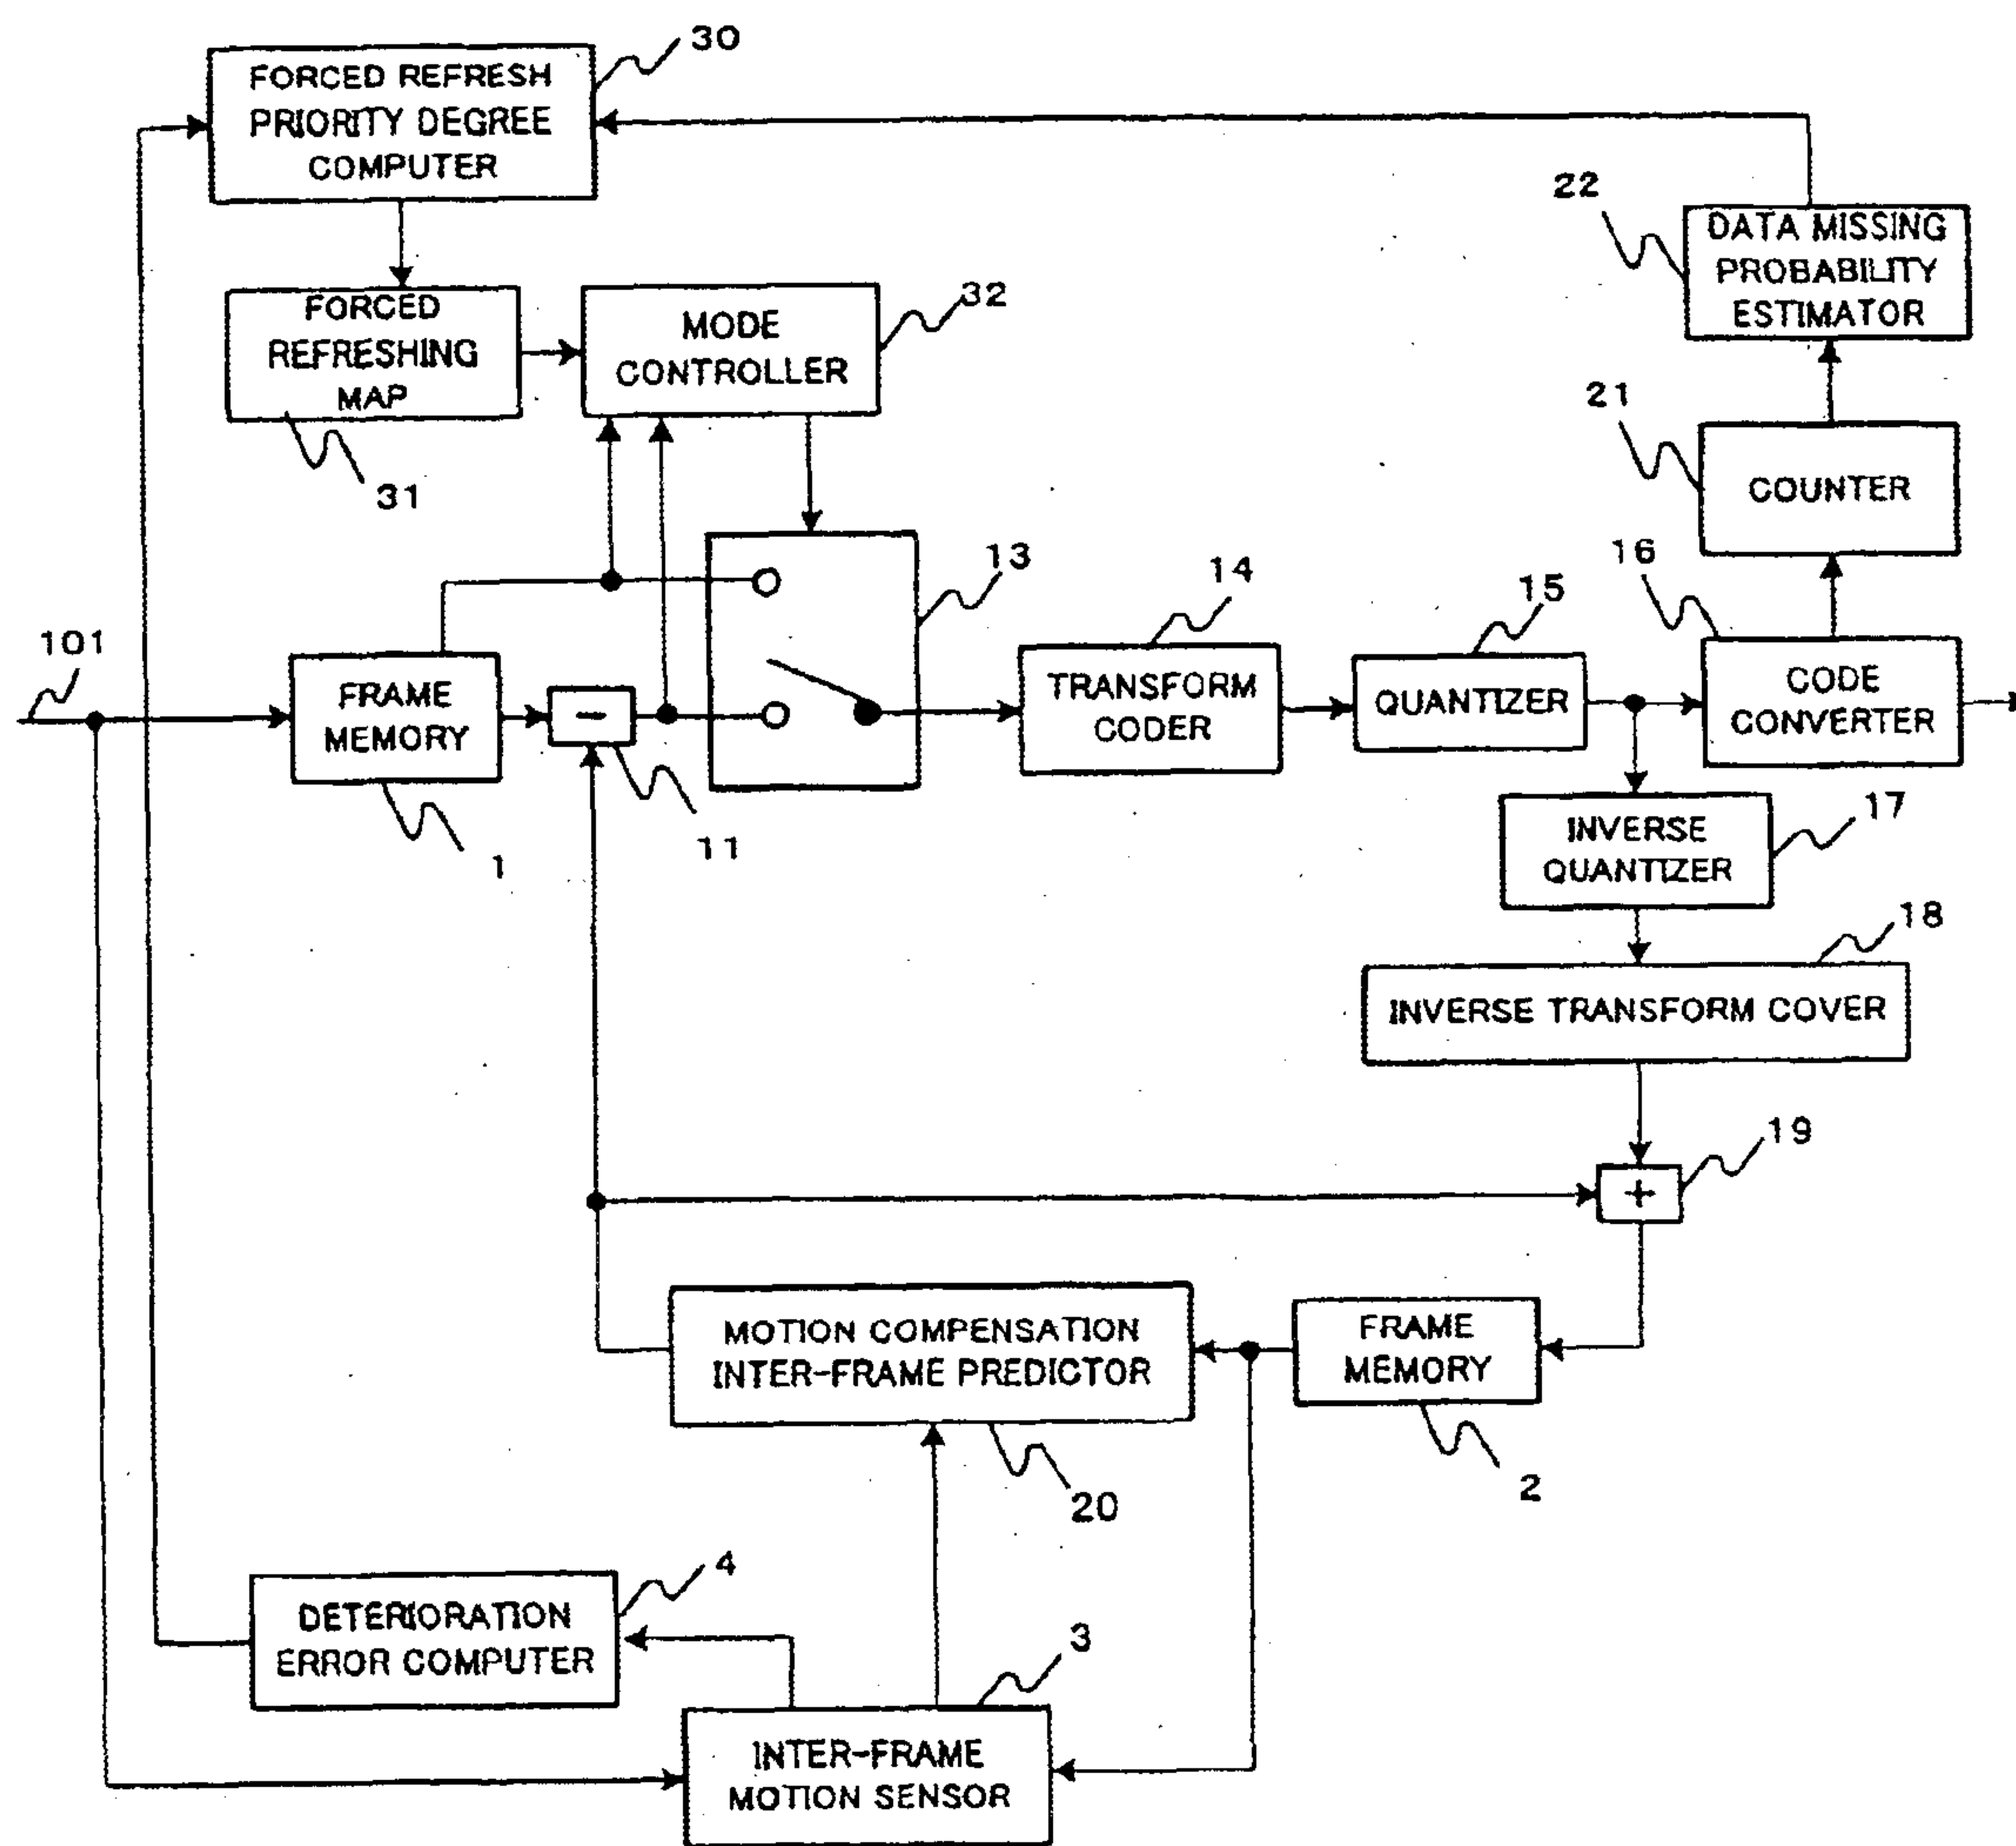 30
FORCED REFRESH
PRIORITY DEGREE
COMPUTER
22
DATA MISSING
PROBABILITY
ESTIMATOR
FORCED
REFRESHING
MAP
31
MODE
CONTROLLER
32
21
COUNTER
101
FRAME
MEMORY
1
-
11
13
14
TRANSFORM
CODER
15
QUANTIZER
16
CODE
CONVERTER
INVERSE
QUANTIZER
17
18
INVERSE TRANSFORM COVER
19
+
MOTION COMPENSATION
INTER-FRAME PREDICTOR
20
FRAME
MEMORY
2
4
DETERIORATION
ERROR COMPUTER
3
INTER-FRAME
MOTION SENSOR